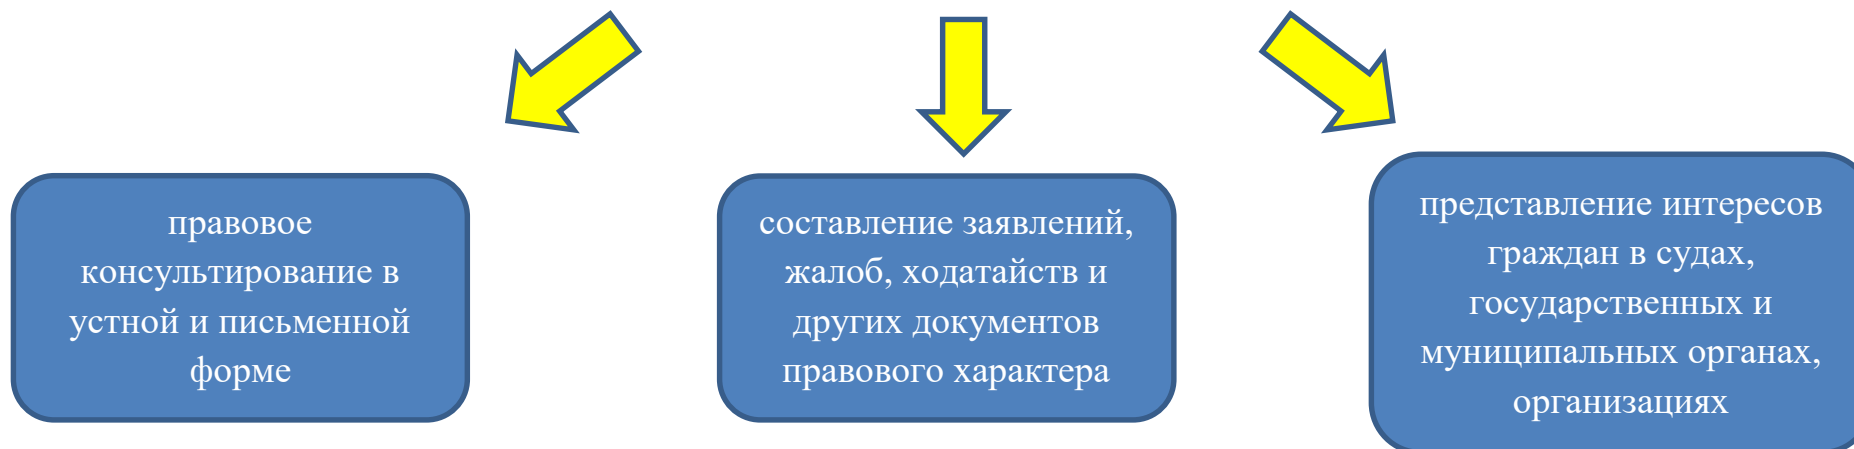 правовое
консультирование в
устной и письменной
форме
составление заявлений,
жалоб, ходатайств и
других документов
правового характера
представление интересов
граждан в судах,
государственных и
муниципальных органах,
организациях